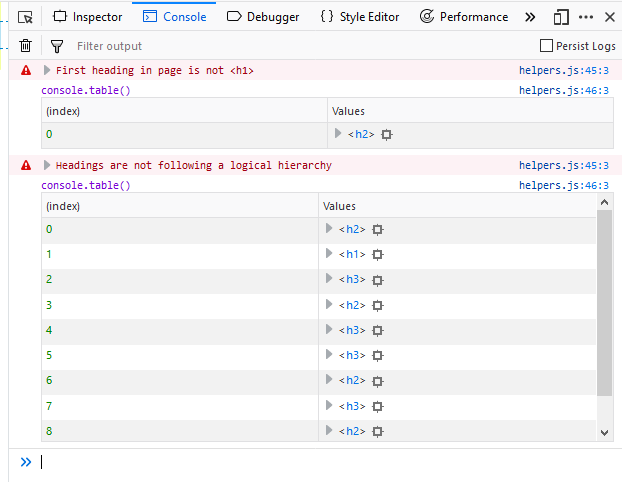 Inspector Console Debugger {} Style Editor Performance
Filter output Persist Logs
First heading in page is not <h1> helpers.js:45:3
console.table() helpers.js:46:3
(index) Values
0 <h2>
Headings are not following a logical hierarchy helpers.js:45:3
console.table() helpers.js:46:3
(index) Values
0 <h2>
1 <h1>
2 <h3>
3 <h2>
4 <h3>
5 <h3>
6 <h2>
7 <h3>
8 <h2>